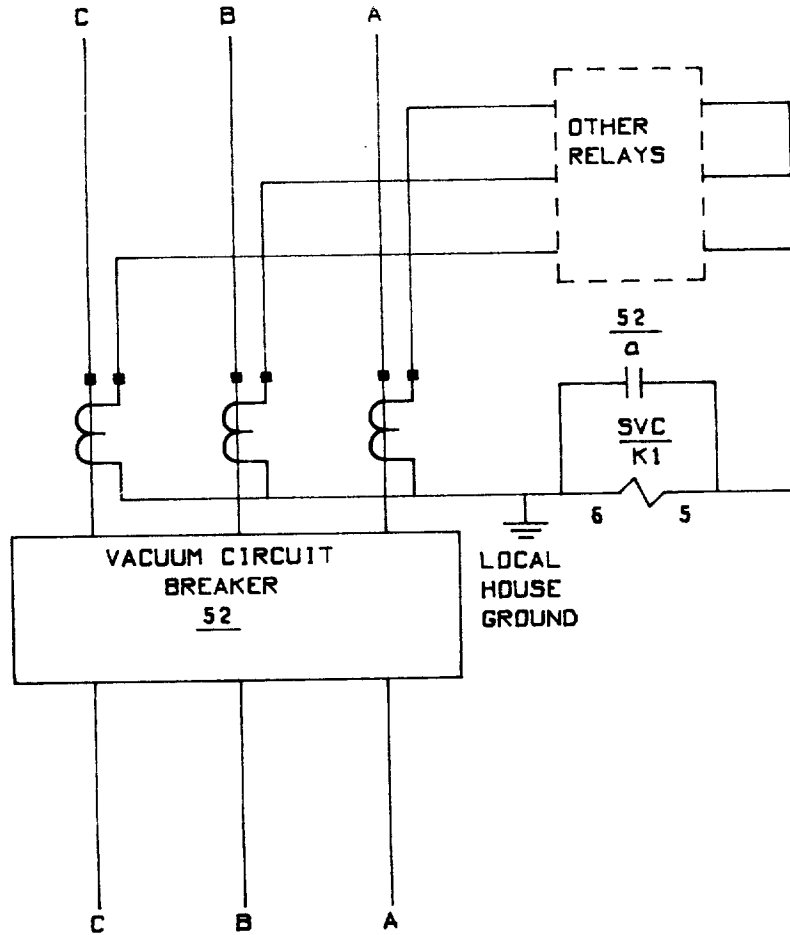 C B A
OTHER
RELAYS
52
a
SVC
K1
6 5
VACUUM CIRCUIT
BREAKER
52
LOCAL
HOUSE
GROUND
C B A